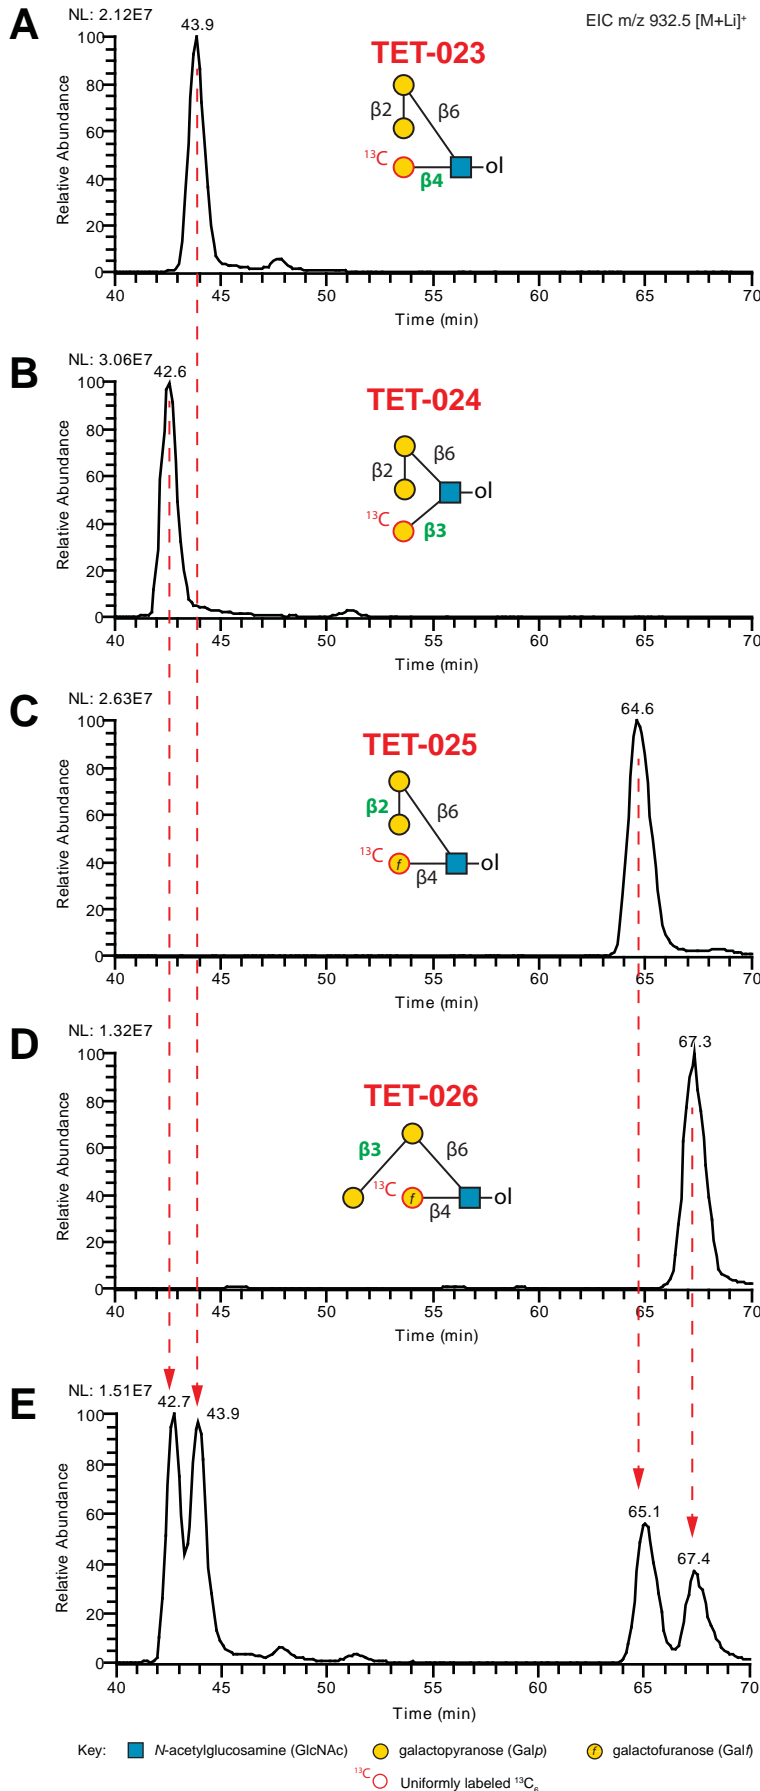 A
NL: 2.12E7
43.9
EIC m/z 932.5 [M+Li]⁺
TET-023
β2
β6
¹³C
β4
ol
Relative Abundance
100
80
60
40
20
0
40 45 50 55 60 65 70
Time (min)
B
NL: 3.06E7
42.6
TET-024
β2
β6
ol
¹³C
β3
Relative Abundance
100
80
60
40
20
0
40 45 50 55 60 65 70
Time (min)
C
NL: 2.63E7
64.6
TET-025
β2
β6
¹³C
f
β4
ol
Relative Abundance
100
80
60
40
20
0
40 45 50 55 60 65 70
Time (min)
D
NL: 1.32E7
67.3
TET-026
β3
β6
¹³C
f
β4
ol
Relative Abundance
100
80
60
40
20
0
40 45 50 55 60 65 70
Time (min)
E
NL: 1.51E7
42.7
43.9
65.1
67.4
Relative Abundance
100
80
60
40
20
0
40 45 50 55 60 65 70
Time (min)
Key: N-acetylglucosamine (GlcNAc) galactopyranose (Galp) f galactofuranose (Galf)
¹³C Uniformly labeled ¹³C₆